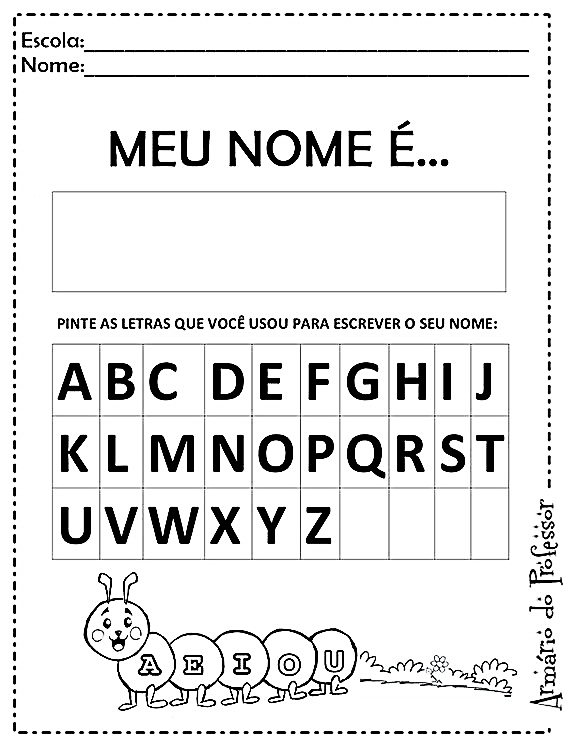 Escola:
Nome:
MEU NOME É...
PINTE AS LETRAS QUE VOCÊ USOU PARA ESCREVER O SEU NOME:
A B C D E F G H I J
K L M N O P Q R S T
U V W X Y Z
A E I O U
Armário do Professor